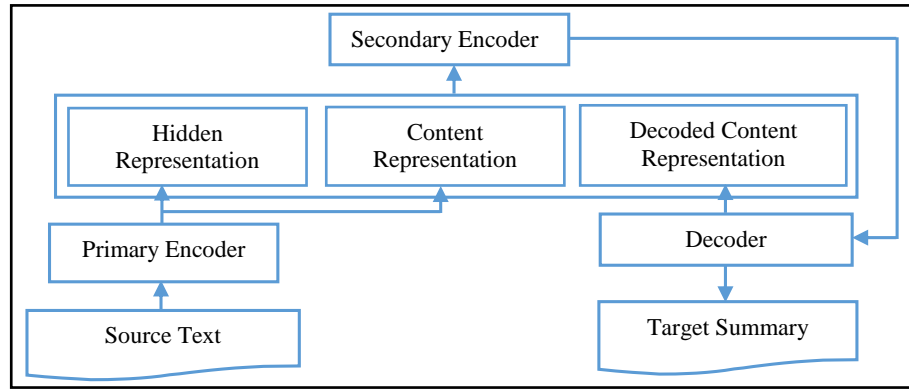 Secondary Encoder
Hidden
Representation
Content
Representation
Decoded Content
Representation
Primary Encoder
Decoder
Source Text
Target Summary